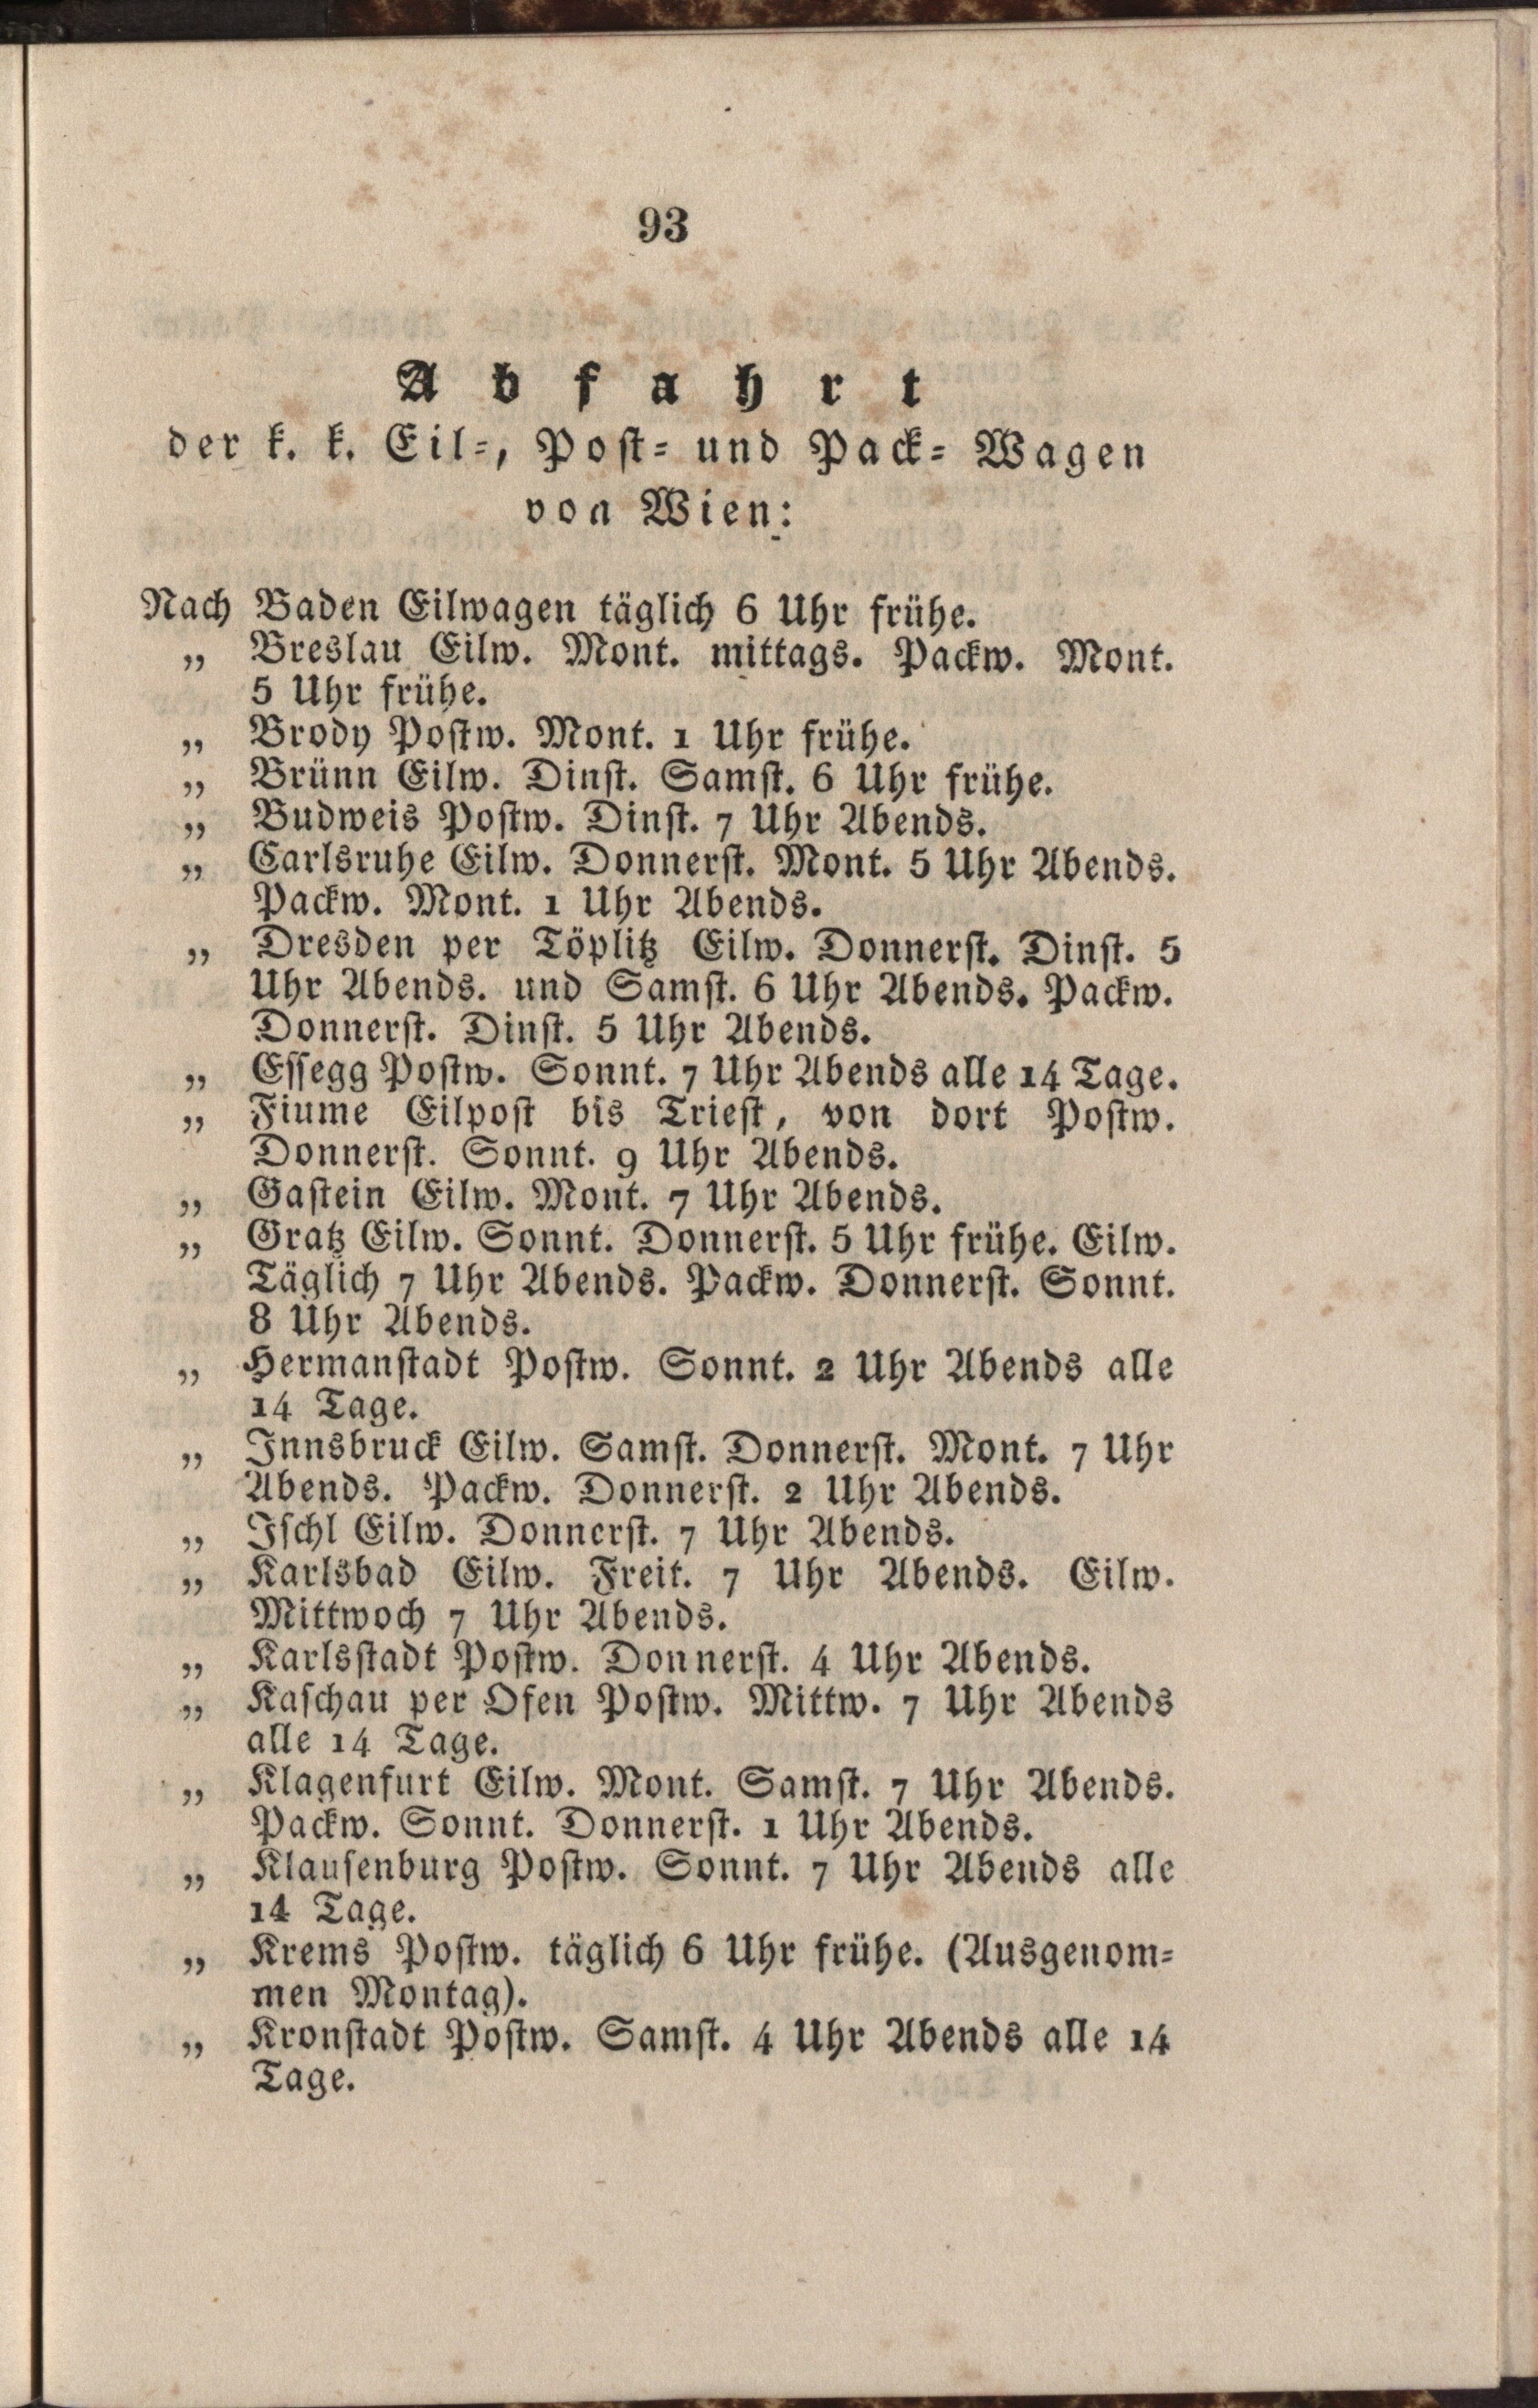 93
Abfahrt
der k. k. Eil-, Post- und Pack-Wagen
von Wien:
Nach Baden Eilwagen täglich 6 Uhr frühe.
„ Breslau Eilw. Mont. mittags. Packw. Mont.
5 Uhr frühe.
„ Brody Postw. Mont. 1 Uhr frühe.
„ Brünn Eilw. Dinst. Samst. 6 Uhr frühe.
„ Budweis Postw. Dinst. 7 Uhr Abends.
„ Carlsruhe Eilw. Donnerst. Mont. 5 Uhr Abends.
Packw. Mont. 1 Uhr Abends.
„ Dresden per Töplitz Eilw. Donnerst. Dinst. 5
Uhr Abends. und Samst. 6 Uhr Abends. Packw.
Donnerst. Dinst. 5 Uhr Abends.
„ Essegg Postw. Sonnt. 7 Uhr Abends alle 14 Tage.
„ Fiume Eilpost bis Triest, von dort Postw.
Donnerst. Sonnt. 9 Uhr Abends.
„ Gastein Eilw. Mont. 7 Uhr Abends.
„ Gratz Eilw. Sonnt. Donnerst. 5 Uhr frühe. Eilw.
Täglich 7 Uhr Abends. Packw. Donnerst. Sonnt.
8 Uhr Abends.
„ Hermanstadt Postw. Sonnt. 2 Uhr Abends alle
14 Tage.
„ Innsbruck Eilw. Samst. Donnerst. Mont. 7 Uhr
Abends. Packw. Donnerst. 2 Uhr Abends.
„ Ischl Eilw. Donnerst. 7 Uhr Abends.
„ Karlsbad Eilw. Freit. 7 Uhr Abends. Eilw.
Mittwoch 7 Uhr Abends.
„ Karlsstadt Postw. Donnerst. 4 Uhr Abends.
„ Kaschau per Ofen Postw. Mittw. 7 Uhr Abends
alle 14 Tage.
„ Klagenfurt Eilw. Mont. Samst. 7 Uhr Abends.
Packw. Sonnt. Donnerst. 1 Uhr Abends.
„ Klausenburg Postw. Sonnt. 7 Uhr Abends alle
14 Tage.
„ Krems Postw. täglich 6 Uhr frühe. (Ausgenom-
men Montag).
„ Kronstadt Postw. Samst. 4 Uhr Abends alle 14
Tage.